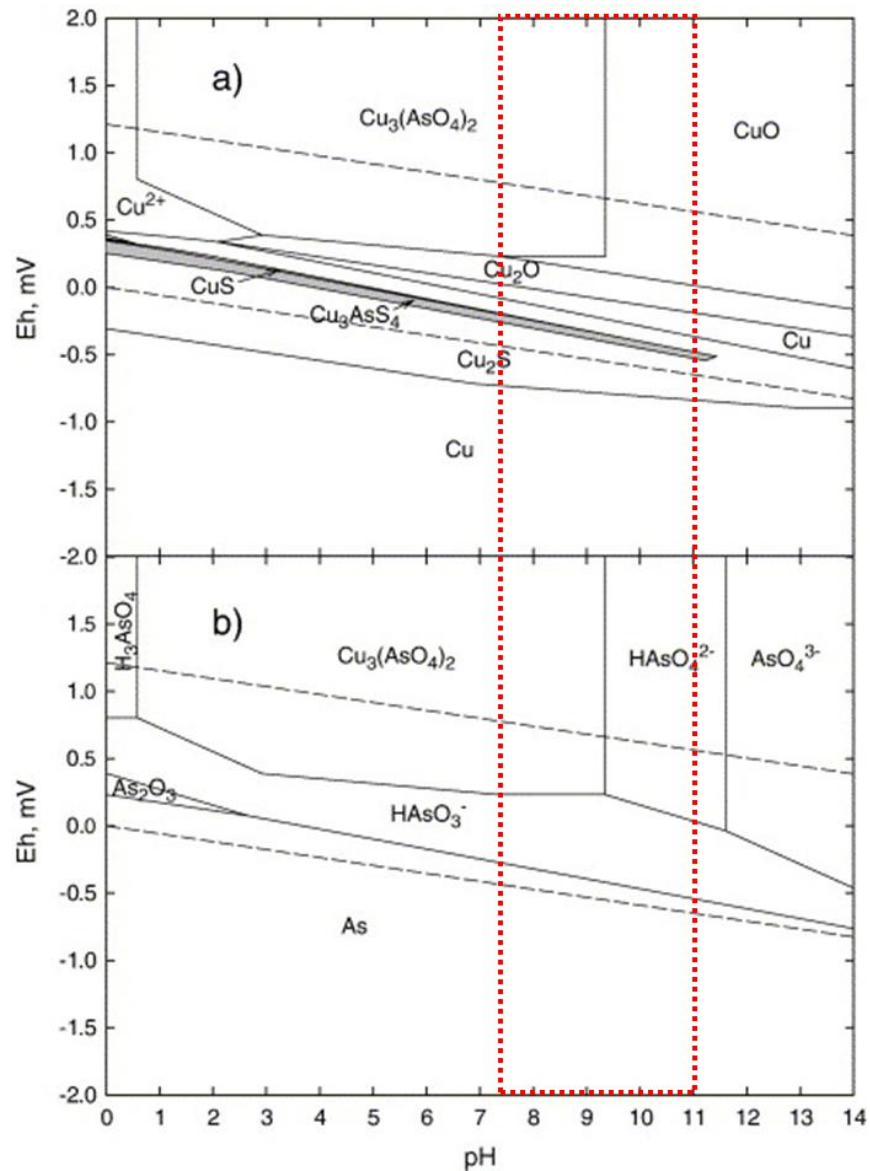 2.0
a)
1.5
Cu₃(AsO₄)₂
CuO
1.0
0.5
Cu²⁺
Cu₂O
0.0
CuS
Cu₃AsS₄
Cu
-0.5
Cu₂S
-1.0
Cu
-1.5
Eh, mV
-2.0
b)
1.5
H₃AsO₄
Cu₃(AsO₄)₂
HAsO₄²⁻
AsO₄³⁻
1.0
0.5
As₂O₃
HAsO₃⁻
0.0
-0.5
As
-1.0
-1.5
Eh, mV
-2.0
0 1 2 3 4 5 6 7 8 9 10 11 12 13 14
pH